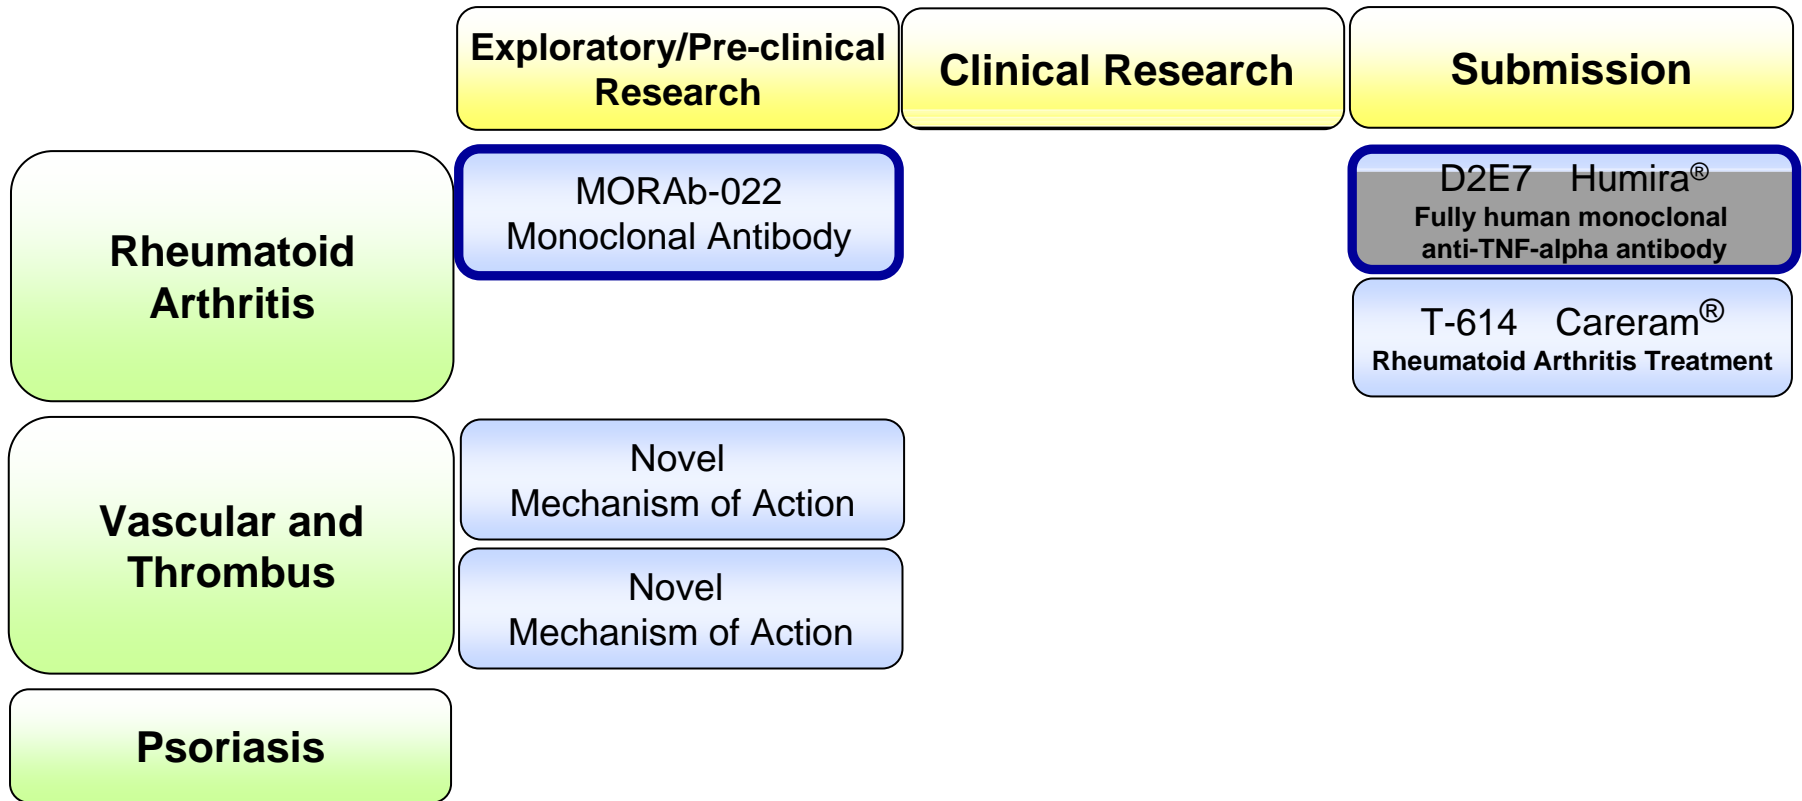 Exploratory/Pre-clinical
Research
Clinical Research
Submission
Rheumatoid
Arthritis
MORAb-022
Monoclonal Antibody
D2E7 Humira®
Fully human monoclonal
anti-TNF-alpha antibody
T-614 Careram®
Rheumatoid Arthritis Treatment
Vascular and
Thrombus
Novel
Mechanism of Action
Novel
Mechanism of Action
Psoriasis